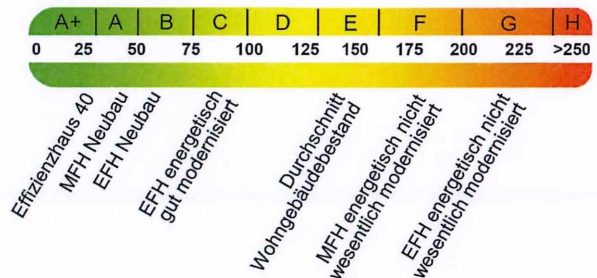 A+ A B C D E F G H
0 25 50 75 100 125 150 175 200 225 >250
Effizienzhaus 40
MFH Neubau
EFH Neubau
EFH energetisch
gut modernisiert
Durchschnitt
Wohngebäudebestand
MFH energetisch nicht
wesentlich modernisiert
EFH energetisch nicht
wesentlich modernisiert